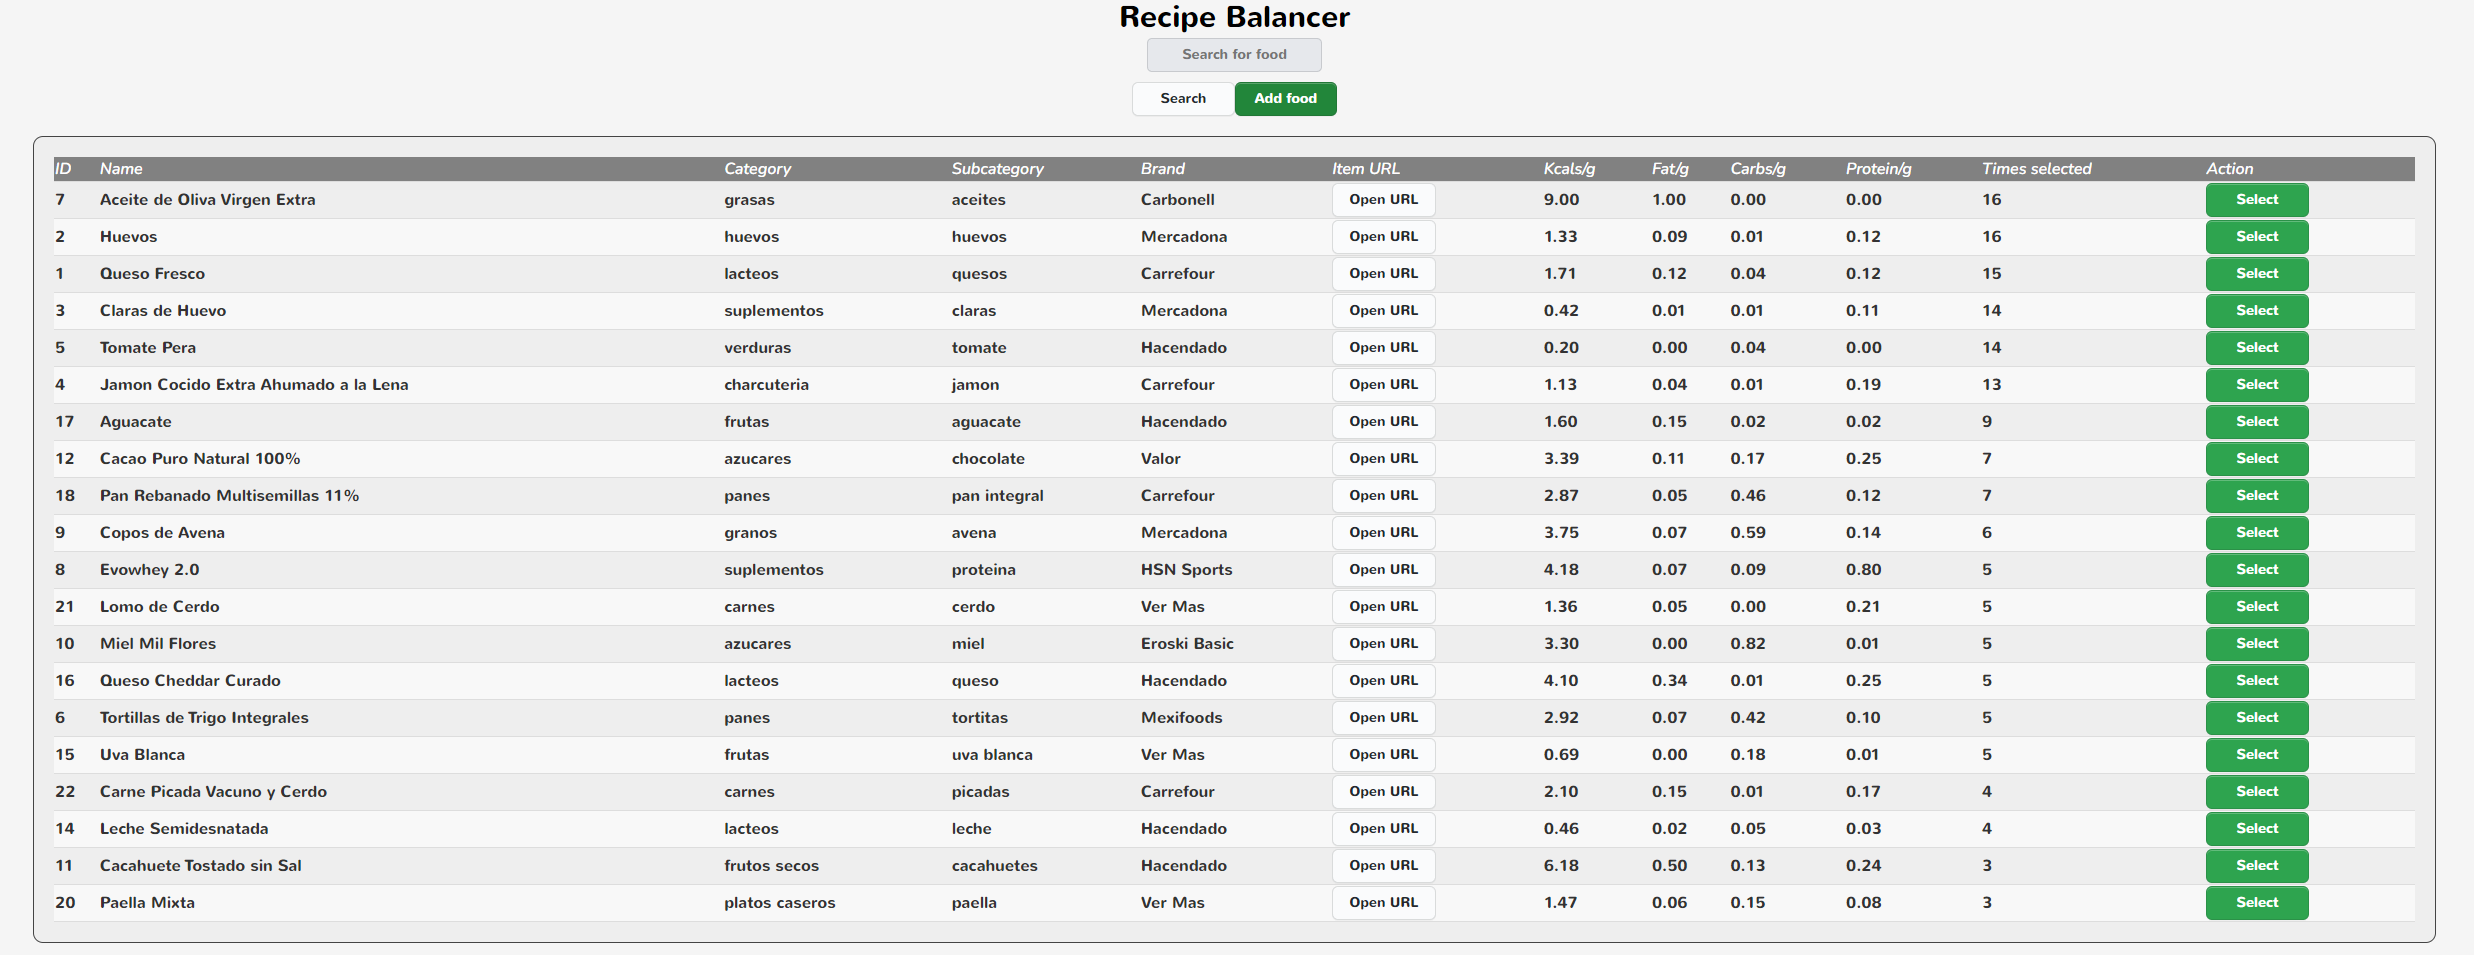 Recipe Balancer
Search for food
Search Add food
ID Name Category Subcategory Brand Item URL Kcals/g Fat/g Carbs/g Protein/g Times selected Action
7 Aceite de Oliva Virgen Extra grasas aceites Carbonell Open URL 9.00 1.00 0.00 0.00 16 Select
2 Huevos huevos huevos Mercadona Open URL 1.33 0.09 0.01 0.12 16 Select
1 Queso Fresco lacteos quesos Carrefour Open URL 1.71 0.12 0.04 0.12 15 Select
3 Claras de Huevo suplementos claras Mercadona Open URL 0.42 0.01 0.01 0.11 14 Select
5 Tomate Pera verduras tomate Hacendado Open URL 0.20 0.00 0.04 0.00 14 Select
4 Jamon Cocido Extra Ahumado a la Lena charcuteria jamon Carrefour Open URL 1.13 0.04 0.01 0.19 13 Select
17 Aguacate frutas aguacate Hacendado Open URL 1.60 0.15 0.02 0.02 9 Select
12 Cacao Puro Natural 100% azucares chocolate Valor Open URL 3.39 0.11 0.17 0.25 7 Select
18 Pan Rebanado Multisemillas 11% panes pan integral Carrefour Open URL 2.87 0.05 0.46 0.12 7 Select
9 Copos de Avena granos avena Mercadona Open URL 3.75 0.07 0.59 0.14 6 Select
8 Evowhey 2.0 suplementos proteina HSN Sports Open URL 4.18 0.07 0.09 0.80 5 Select
21 Lomo de Cerdo carnes cerdo Ver Mas Open URL 1.36 0.05 0.00 0.21 5 Select
10 Miel Mil Flores azucares miel Eroski Basic Open URL 3.30 0.00 0.82 0.01 5 Select
16 Queso Cheddar Curado lacteos queso Hacendado Open URL 4.10 0.34 0.01 0.25 5 Select
6 Tortillas de Trigo Integrales panes tortitas Mexifoods Open URL 2.92 0.07 0.42 0.10 5 Select
15 Uva Blanca frutas uva blanca Ver Mas Open URL 0.69 0.00 0.18 0.01 5 Select
22 Carne Picada Vacuno y Cerdo carnes picadas Carrefour Open URL 2.10 0.15 0.01 0.17 4 Select
14 Leche Semidesnatada lacteos leche Hacendado Open URL 0.46 0.02 0.05 0.03 4 Select
11 Cacahuete Tostado sin Sal frutos secos cacahuetes Hacendado Open URL 6.18 0.50 0.13 0.24 3 Select
20 Paella Mixta platos caseros paella Ver Mas Open URL 1.47 0.06 0.15 0.08 3 Select